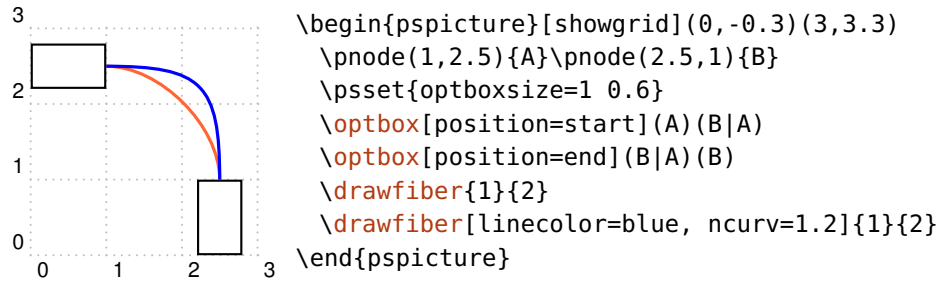 3
2
1
0
0 1 2 3
\begin{pspicture}[showgrid](0,-0.3)(3,3.3)
  \pnode(1,2.5){A}\pnode(2.5,1){B}
  \psset{optboxsize=1 0.6}
  \optbox[position=start](A)(B|A)
  \optbox[position=end](B|A)(B)
  \drawfiber{1}{2}
  \drawfiber[linecolor=blue, ncurv=1.2]{1}{2}
\end{pspicture}